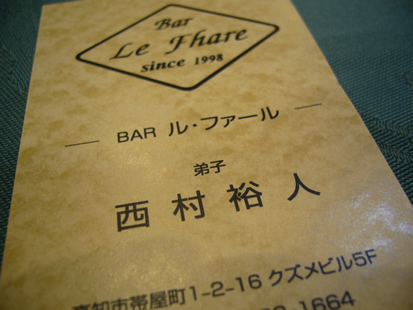 Bar
Le Fhare
since 1998
BAR ル・ファール
弟子
西村裕人
高知市帯屋町1-2-16 クズメビル5F
1664